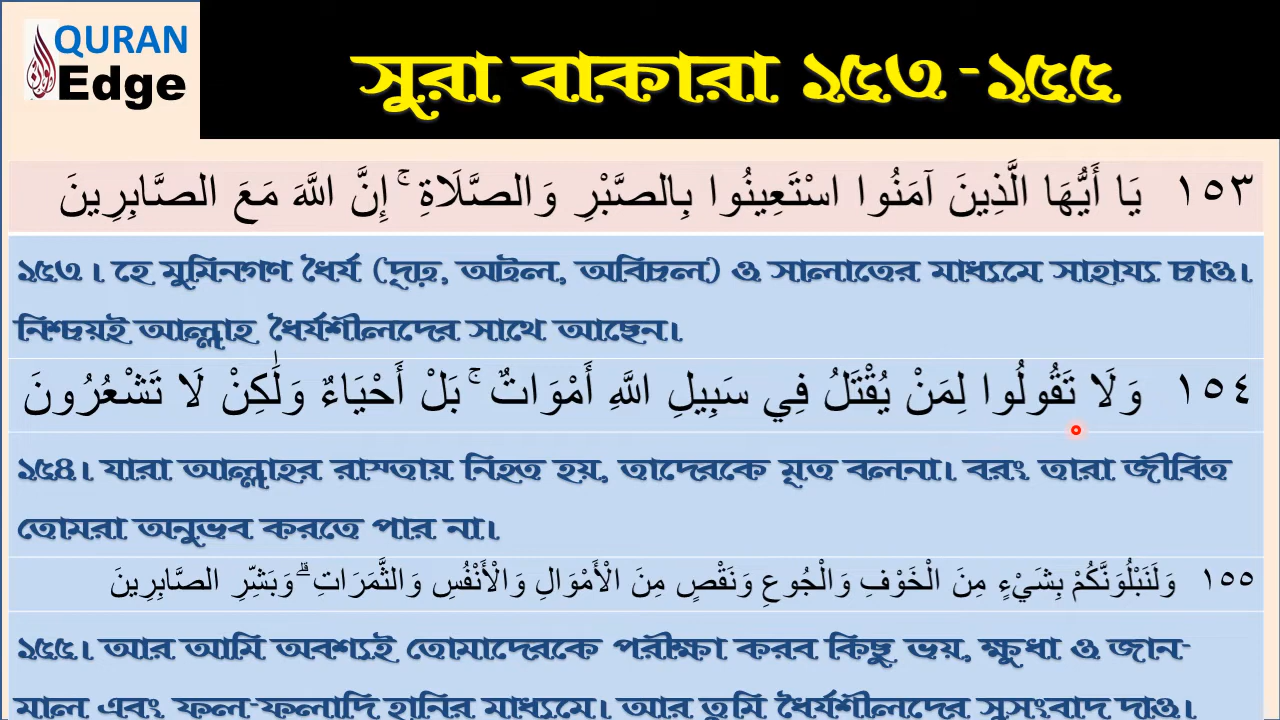 QURAN
Edge
সুরা বাকারা ১৫৩ -১৫৫
١٥٣ يَا أَيُّهَا الَّذِينَ آمَنُوا اسْتَعِينُوا بِالصَّبْرِ وَالصَّلَاةِ ۚ إِنَّ اللَّهَ مَعَ الصَّابِرِينَ
১৫৩। হে মুমিনগণ ধৈর্য (দৃঢ়, অটল, অবিচল) ও সালাতের মাধ্যমে সাহায্য চাও।
নিশ্চয়ই আল্লাহ ধৈর্যশীলদের সাথে আছেন।
١٥٤ وَلَا تَقُولُوا لِمَنْ يُقْتَلُ فِي سَبِيلِ اللَّهِ أَمْوَاتٌ ۚ بَلْ أَحْيَاءٌ وَلَٰكِنْ لَا تَشْعُرُونَ
১৫৪। যারা আল্লাহর রাস্তায় নিহত হয়, তাদেরকে মৃত বলনা। বরং তারা জীবিত
তোমরা অনুভব করতে পার না।
١٥٥ وَلَنَبْلُوَنَّكُمْ بِشَيْءٍ مِنَ الْخَوْفِ وَالْجُوعِ وَنَقْصٍ مِنَ الْأَمْوَالِ وَالْأَنْفُسِ وَالثَّمَرَاتِ ۗ وَبَشِّرِ الصَّابِرِينَ
১৫৫। আর আমি অবশ্যই তোমাদেরকে পরীক্ষা করব কিছু ভয়, ক্ষুধা ও জান-
মাল এবং ফল-ফলাদি হানির মাধ্যমে। আর তুমি ধৈর্যশীলদের সুসংবাদ দাও।